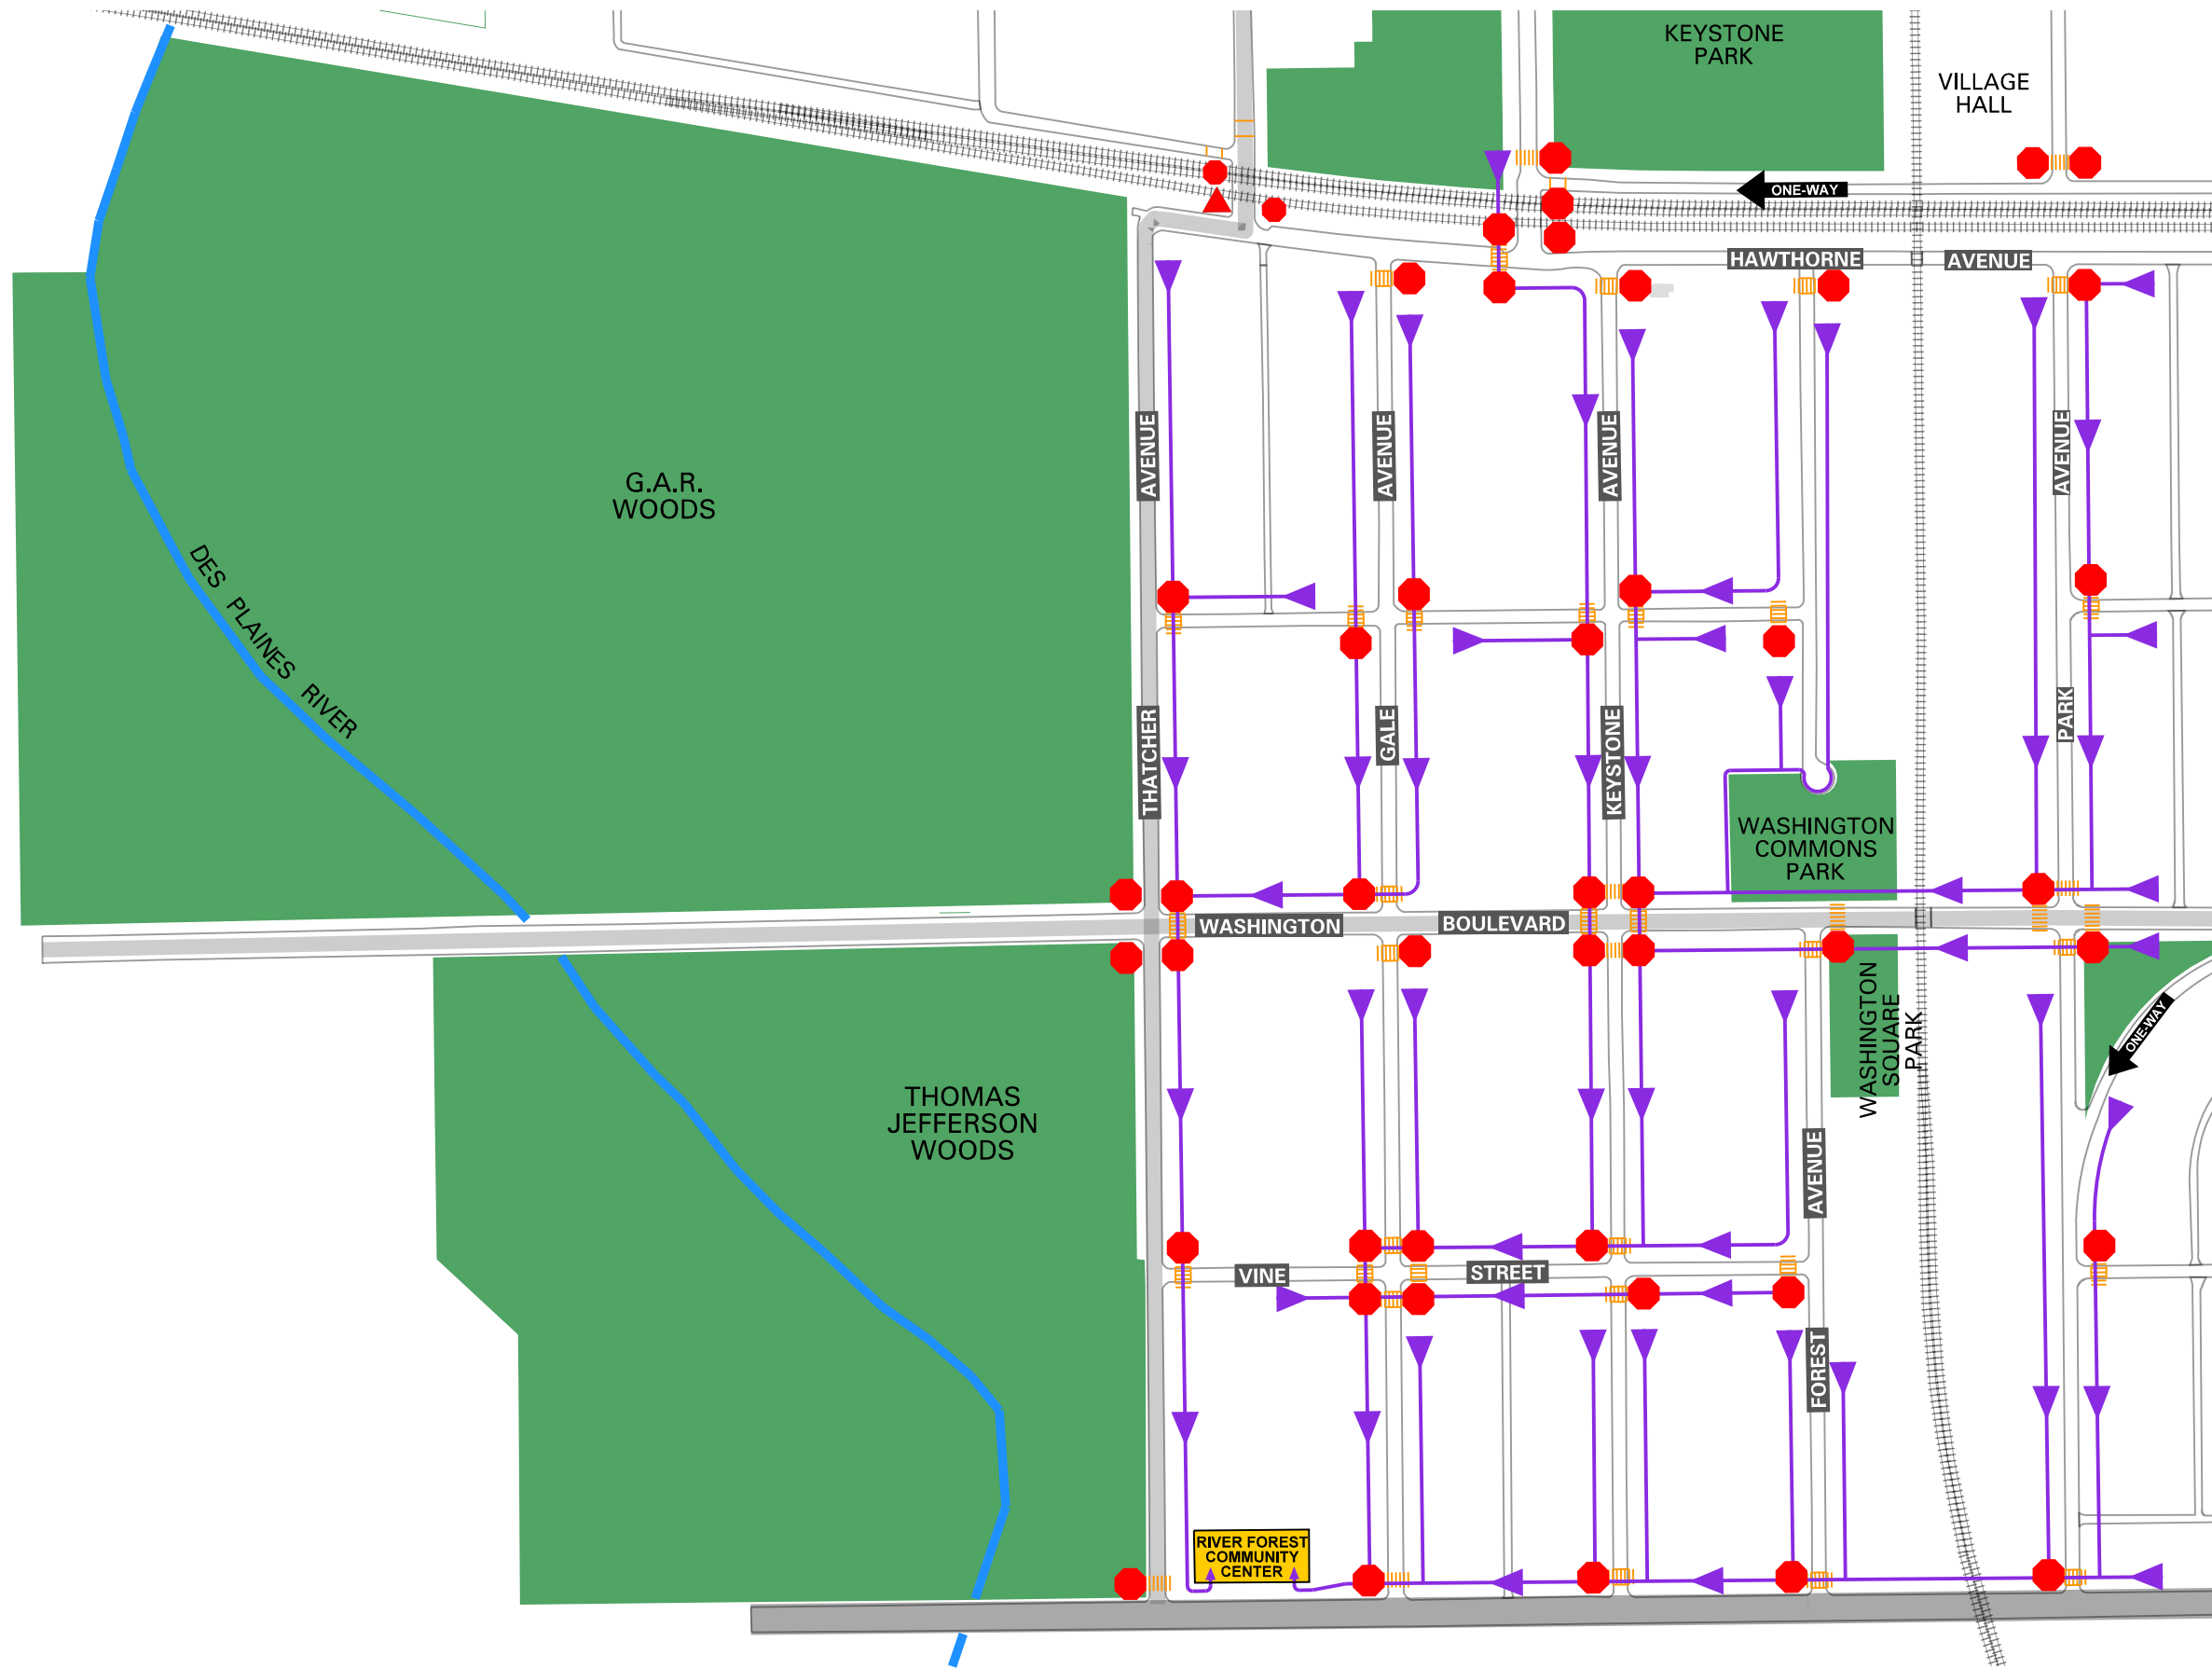 KEYSTONE
PARK
VILLAGE
HALL
ONE-WAY
HAWTHORNE
AVENUE
AVENUE
AVENUE
AVENUE
AVENUE
G.A.R.
WOODS
DES PLAINES RIVER
THATCHER
GALE
KEYSTONE
PARK
WASHINGTON
COMMONS
PARK
WASHINGTON
BOULEVARD
WASHINGTON
SQUARE
PARK
ONE-WAY
THOMAS
JEFFERSON
WOODS
AVENUE
VINE
STREET
FOREST
RIVER FOREST
COMMUNITY
CENTER